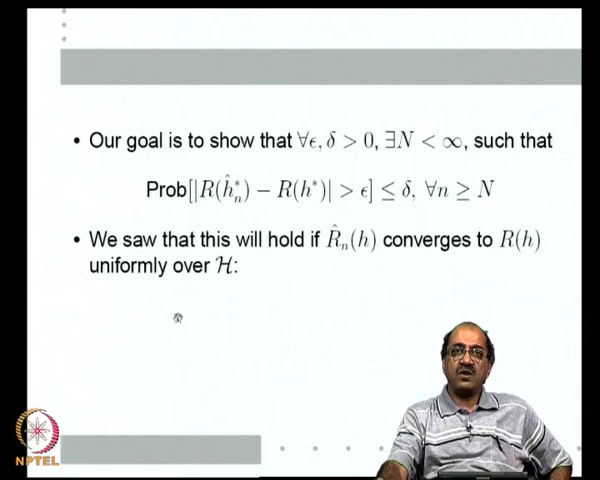 • Our goal is to show that ∀ϵ, δ > 0, ∃N < ∞, such that
Prob[|R(ĥ*ₙ) − R(h*)| > ϵ] ≤ δ, ∀n ≥ N
• We saw that this will hold if R̂ₙ(h) converges to R(h)
uniformly over ℋ:
NPTEL